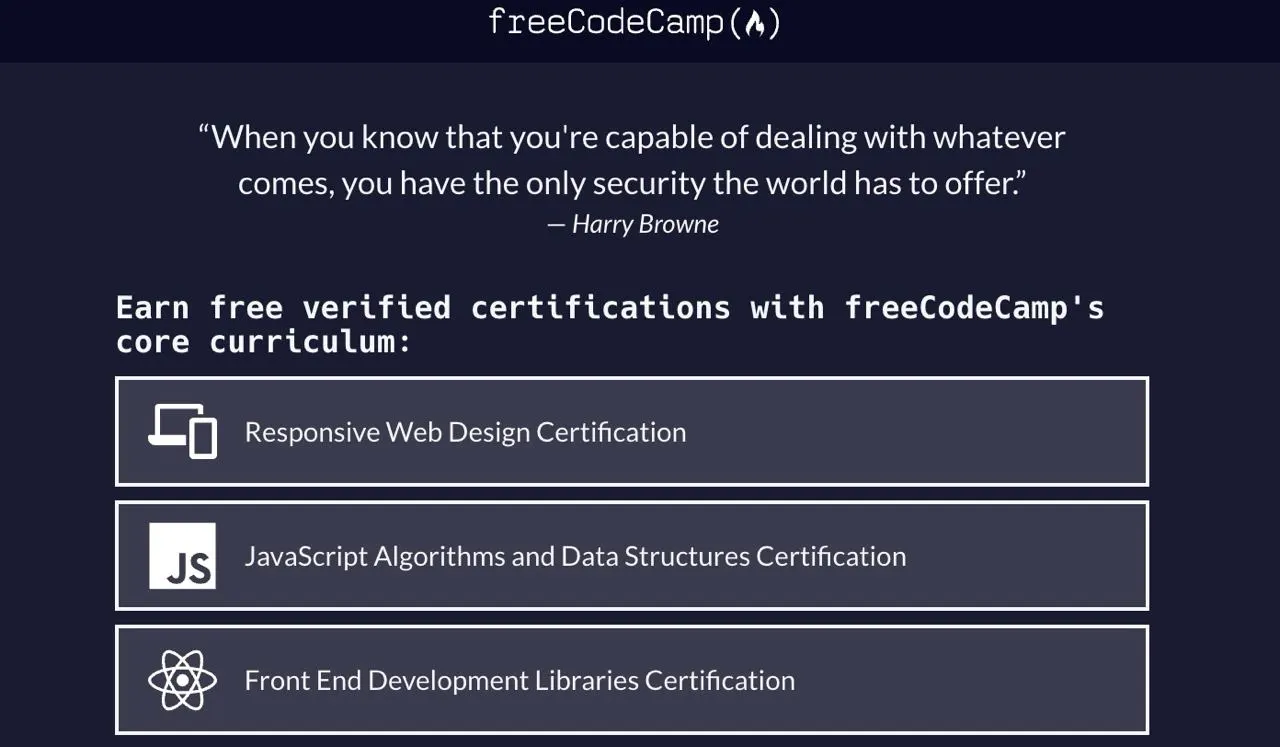 freeCodeCamp(🔥)
“When you know that you're capable of dealing with whatever
comes, you have the only security the world has to offer.”
— Harry Browne
Earn free verified certifications with freeCodeCamp's
core curriculum:
Responsive Web Design Certification
JS
JavaScript Algorithms and Data Structures Certification
Front End Development Libraries Certification